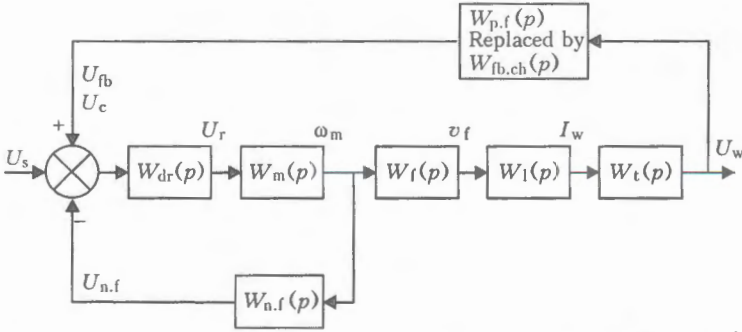 W_p.f(p)
Replaced by
W_fb.ch(p)
U_fb
U_c
+
U_r
ω_m
v_f
I_w
U_s
W_dr(p)
W_m(p)
W_f(p)
W_l(p)
W_t(p)
U_w
−
U_n.f
W_n.f(p)